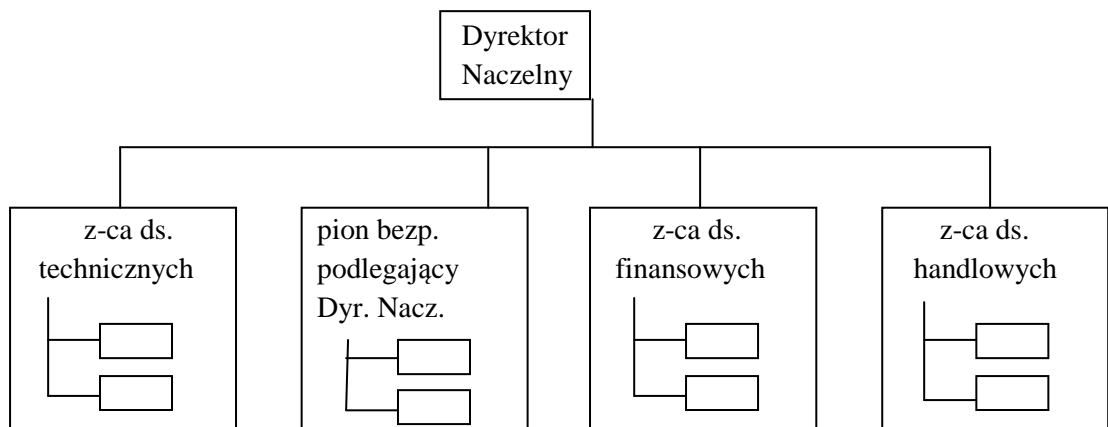 Dyrektor
Naczelny
z-ca ds.
technicznych
pion bezp.
podlegający
Dyr. Nacz.
z-ca ds.
finansowych
z-ca ds.
handlowych